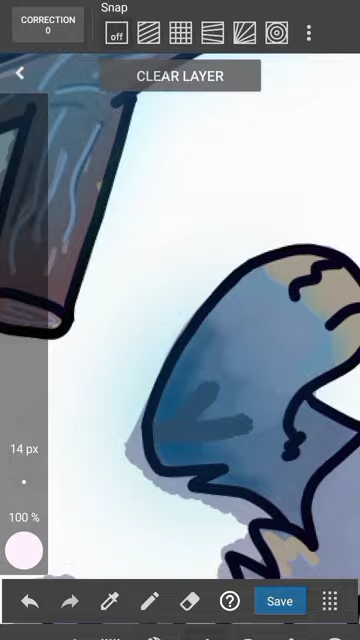 Snap
CORRECTION
0
off
CLEAR LAYER
14 px
100 %
Save